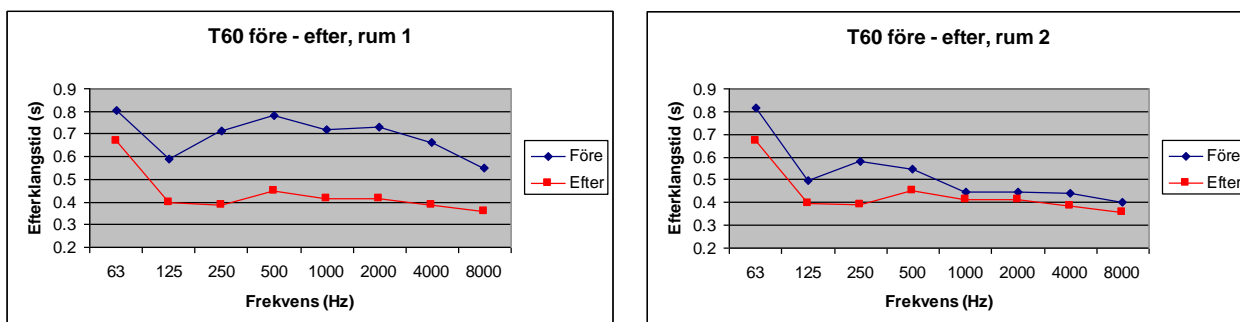 T60 före - efter, rum 1
Efterklangstid (s)
0.9
0.8
0.7
0.6
0.5
0.4
0.3
0.2
63 125 250 500 1000 2000 4000 8000
Frekvens (Hz)
Före
Efter
T60 före - efter, rum 2
Efterklangstid (s)
0.9
0.8
0.7
0.6
0.5
0.4
0.3
0.2
63 125 250 500 1000 2000 4000 8000
Frekvens (Hz)
Före
Efter